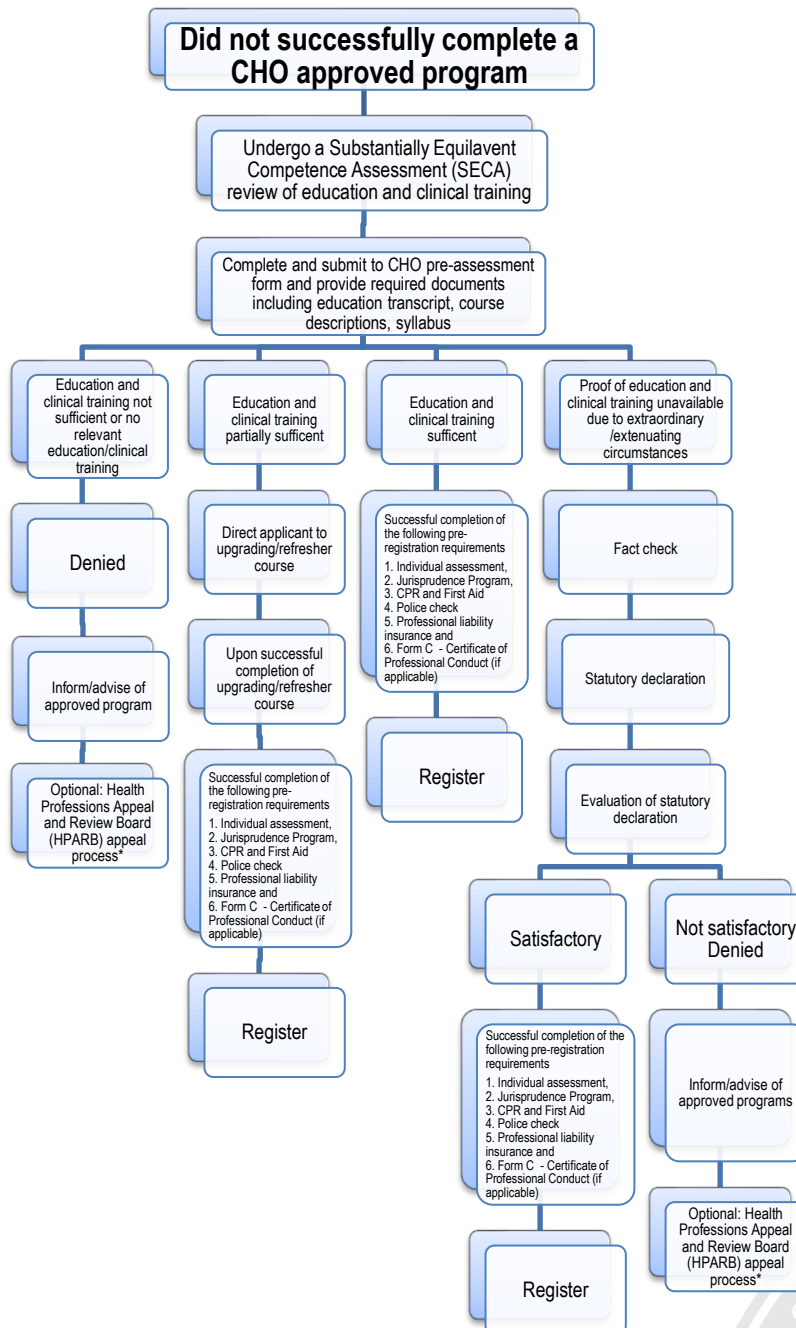 Did not successfully complete a
CHO approved program
Undergo a Substantially Equilavent
Competence Assessment (SECA)
review of education and clinical training
Complete and submit to CHO pre-assessment
form and provide required documents
including education transcript, course
descriptions, syllabus
Education and
clinical training not
sufficient or no
relevant
education/clinical
training
Denied
Inform/advise of
approved program
Optional: Health
Professions Appeal
and Review Board
(HPARB) appeal
process*
Education and
clinical training
partially sufficent
Direct applicant to
upgrading/refresher
course
Upon successful
completion of
upgrading/refresher
course
Successful completion of
the following pre-
registration requirements
1. Individual assessment,
2. Jurisprudence Program,
3. CPR and First Aid
4. Police check
5. Professional liability
insurance and
6. Form C - Certificate of
Professional Conduct (if
applicable)
Register
Education and
clinical training
sufficent
Successful completion of
the following pre-
registration requirements
1. Individual assessment,
2. Jurisprudence Program,
3. CPR and First Aid
4. Police check
5. Professional liability
insurance and
6. Form C - Certificate of
Professional Conduct (if
applicable)
Register
Proof of education and
clinical training unavailable
due to extraordinary
/extenuating
circumstances
Fact check
Statutory declaration
Evaluation of statutory
declaration
Satisfactory
Successful completion of the
following pre-registration
requirements
1. Individual assessment,
2. Jurisprudence Program,
3. CPR and First Aid
4. Police check
5. Professional liability
insurance and
6. Form C - Certificate of
Professional Conduct (if
applicable)
Register
Not satisfactory
Denied
Inform/advise of
approved programs
Optional: Health
Professions Appeal
and Review Board
(HPARB) appeal
process*